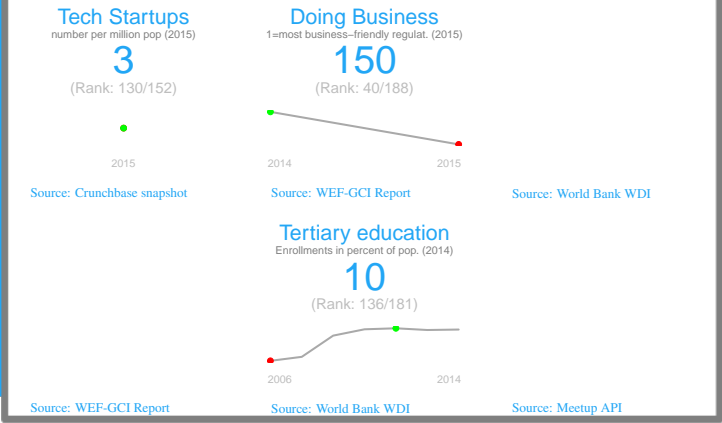 Tech Startups
number per million pop (2015)
3
(Rank: 130/152)
2015
Source: Crunchbase snapshot
Doing Business
1=most business−friendly regulat. (2015)
150
(Rank: 40/188)
2014 2015
Source: WEF-GCI Report
Source: World Bank WDI
Tertiary education
Enrollments in percent of pop. (2014)
10
(Rank: 136/181)
2006 2014
Source: WEF-GCI Report
Source: World Bank WDI
Source: Meetup API